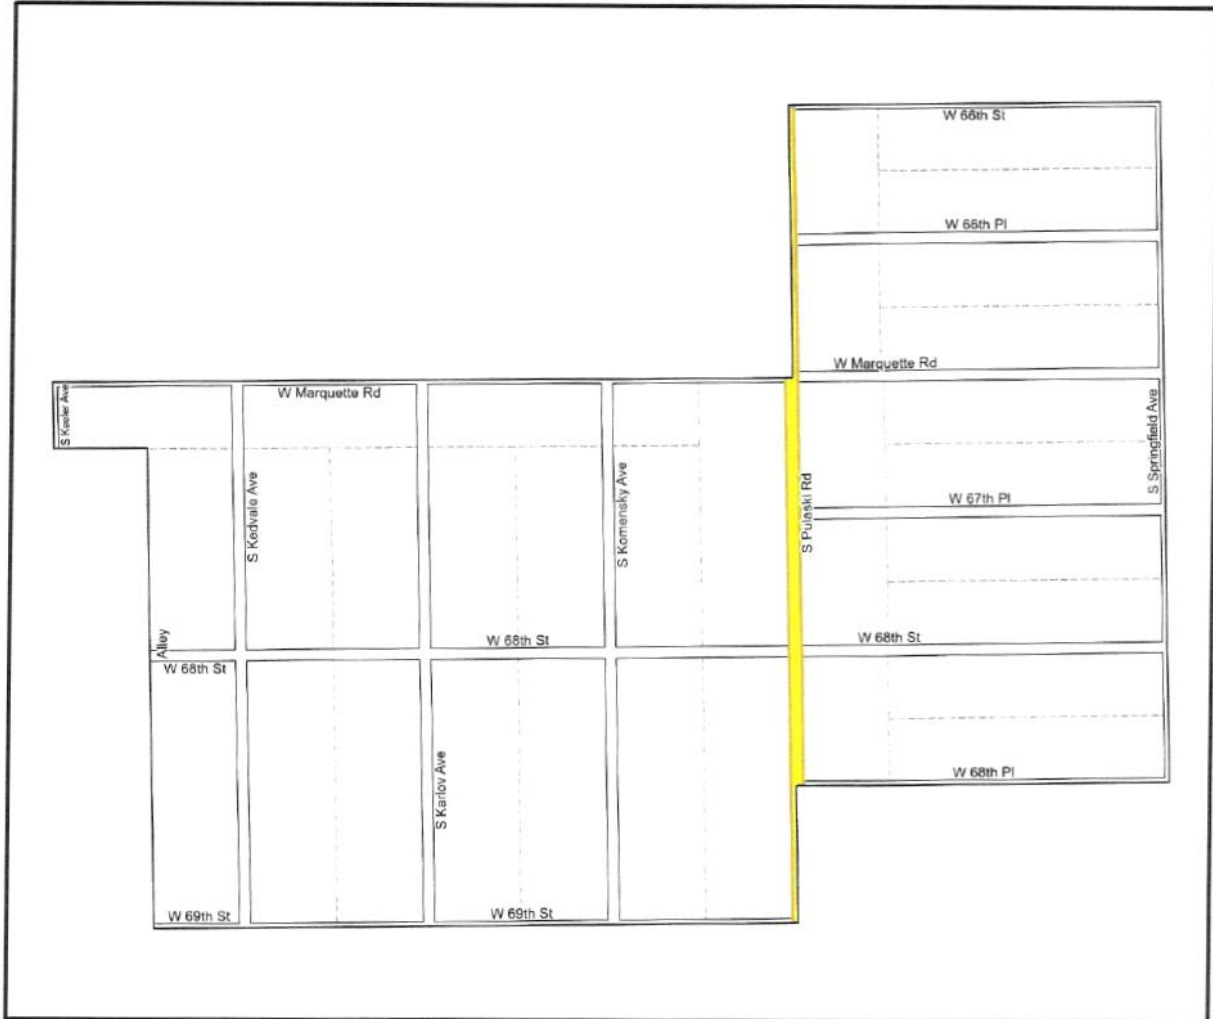 W 66th St
W 66th Pl
W Marquette Rd
S Keeler Ave
W Marquette Rd
S Springfield Ave
S Kedvale Ave
S Komensky Ave
S Pulaski Rd
W 67th Pl
Alley
W 68th St
W 68th St
W 68th St
S Karlov Ave
W 68th Pl
W 69th St
W 69th St